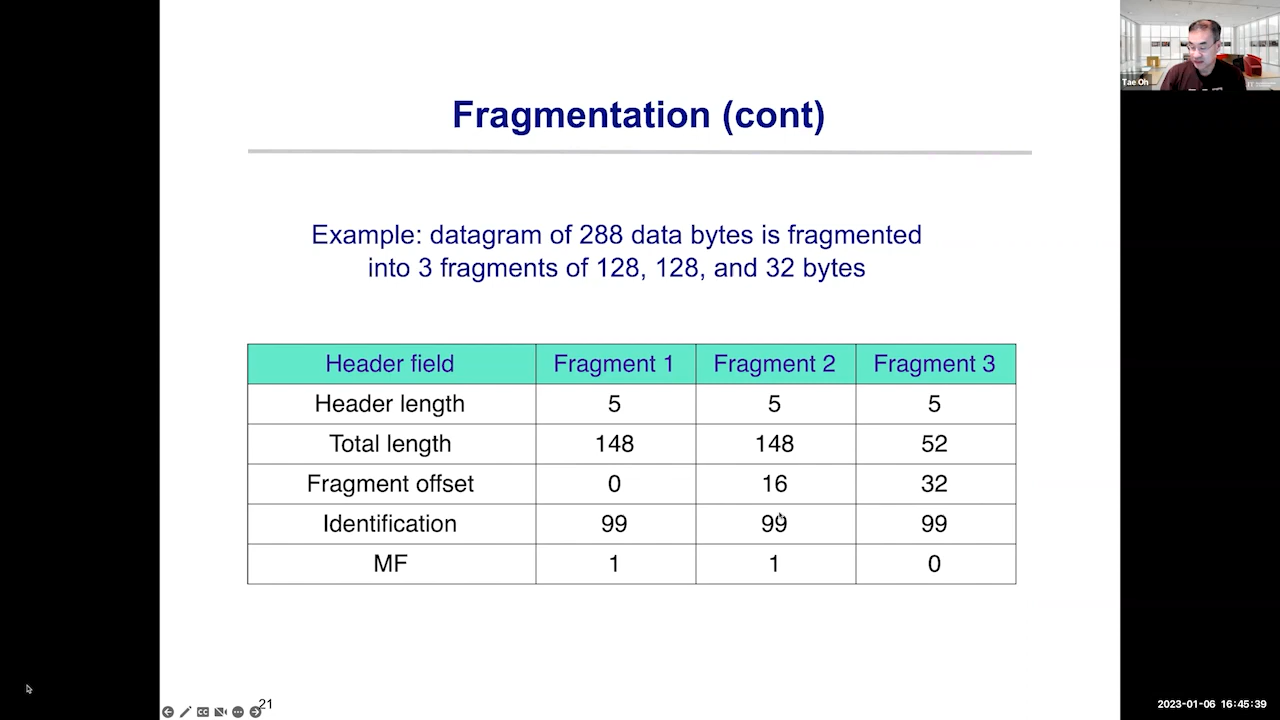 Tae Oh
Fragmentation (cont)
Example: datagram of 288 data bytes is fragmented
into 3 fragments of 128, 128, and 32 bytes
Header field Fragment 1 Fragment 2 Fragment 3
Header length 5 5 5
Total length 148 148 52
Fragment offset 0 16 32
Identification 99 99 99
MF 1 1 0
CC
21
2023-01-06 16:45:39